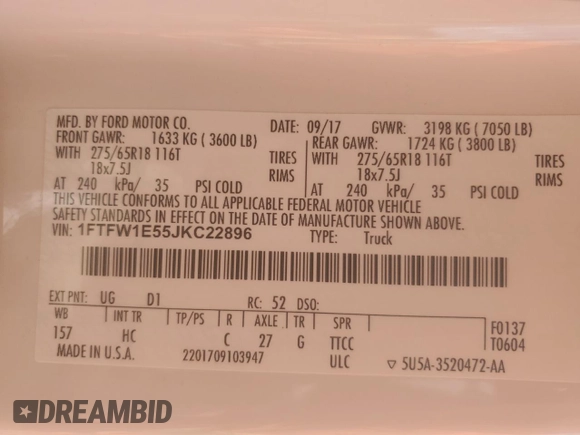 MFD. BY FORD MOTOR CO. DATE: 09/17 GVWR: 3198 KG ( 7050 LB)
FRONT GAWR: 1633 KG ( 3600 LB) REAR GAWR: 1724 KG ( 3800 LB)
WITH 275/65R18 116T TIRES WITH 275/65R18 116T TIRES
18x7.5J RIMS 18x7.5J RIMS
AT 240 kPa/ 35 PSI COLD AT 240 kPa/ 35 PSI COLD
THIS VEHICLE CONFORMS TO ALL APPLICABLE FEDERAL MOTOR VEHICLE
SAFETY STANDARDS IN EFFECT ON THE DATE OF MANUFACTURE SHOWN ABOVE.
VIN: 1FTFW1E55JKC22896 TYPE: Truck
EXT PNT: UG D1 RC: 52 DSO:
WB INT TR TP/PS R AXLE TR SPR F0137
157 HC C 27 G TTCC T0604
MADE IN U.S.A. 2201709103947 ULC ▽ 5U5A-3520472-AA
DREAMBID